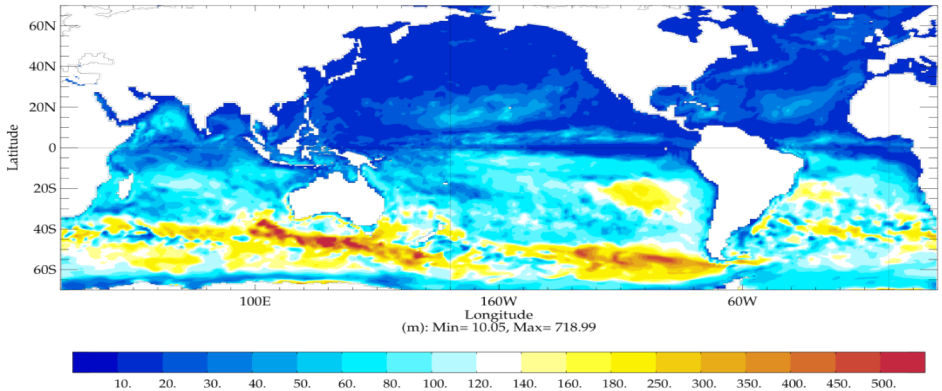 60N
40N
20N
0
20S
40S
60S
Latitude
100E 160W 60W
Longitude
(m): Min= 10.05, Max= 718.99
10. 20. 30. 40. 50. 60. 80. 100. 120. 140. 160. 180. 250. 300. 350. 400. 450. 500.